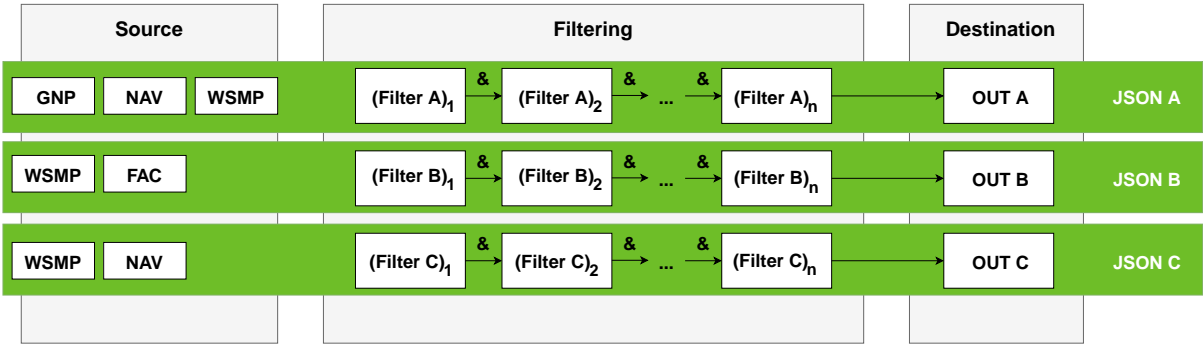 Source Filtering Destination
& & &
GNP NAV WSMP (Filter A)1 (Filter A)2 ... (Filter A)n OUT A JSON A
& & &
WSMP FAC (Filter B)1 (Filter B)2 ... (Filter B)n OUT B JSON B
& & &
WSMP NAV (Filter C)1 (Filter C)2 ... (Filter C)n OUT C JSON C